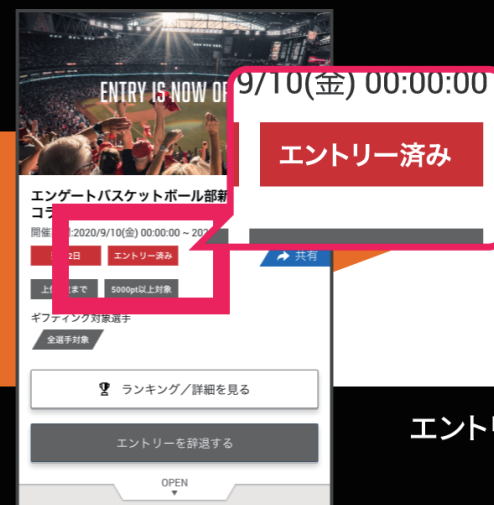 ENTRY IS NOW OP
9/10(金) 00:00:00
エントリー済み
エンゲートバスケットボール部新
コラ
開催 :2020/9/10(金) 00:00:00 ~ 202
2日
エントリー済み
共有
上 まで
5000pt以上対象
ギフティング対象選手
全選手対象
ランキング／詳細を見る
エントリーを辞退する
OPEN
エントリ